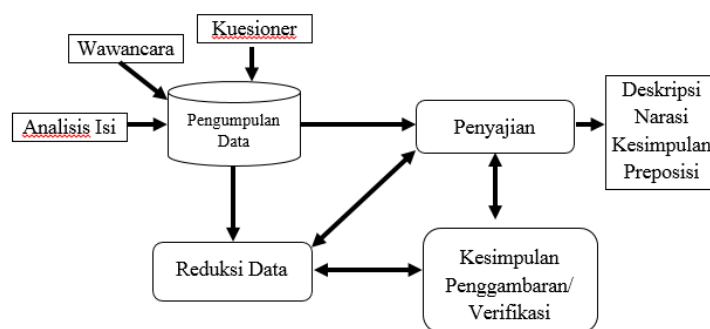 Kuesioner
Wawancara
Analisis Isi
Pengumpulan
Data
Penyajian
Deskripsi
Narasi
Kesimpulan
Preposisi
Reduksi Data
Kesimpulan
Penggambaran/
Verifikasi